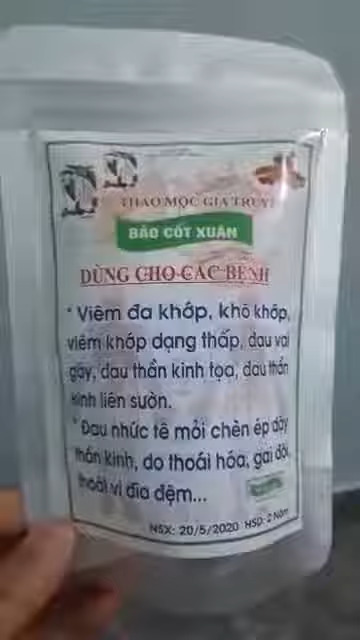 THẢO MỘC GIA TRUYỀN
BẢO CỐT XUÂN
DÙNG CHO CÁC BỆNH
* Viêm đa khớp, khô khớp,
viêm khớp dạng thấp, đau vai
gáy, đau thần kinh tọa, đau thần
kinh liên sườn.
* Đau nhức tê mỏi chèn ép dây
thần kinh, do thoái hóa, gai đôi,
thoát vị đĩa đệm...
NSX: 20/5/2020 HSD: 2 Năm